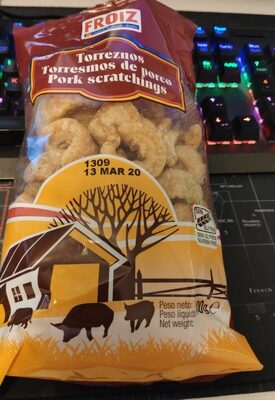 FROIZ
Torreznos
Torresmos de porco
Pork scratchings
1309
13 MAR 20
Peso neto:
Peso líquido:
Net weight: